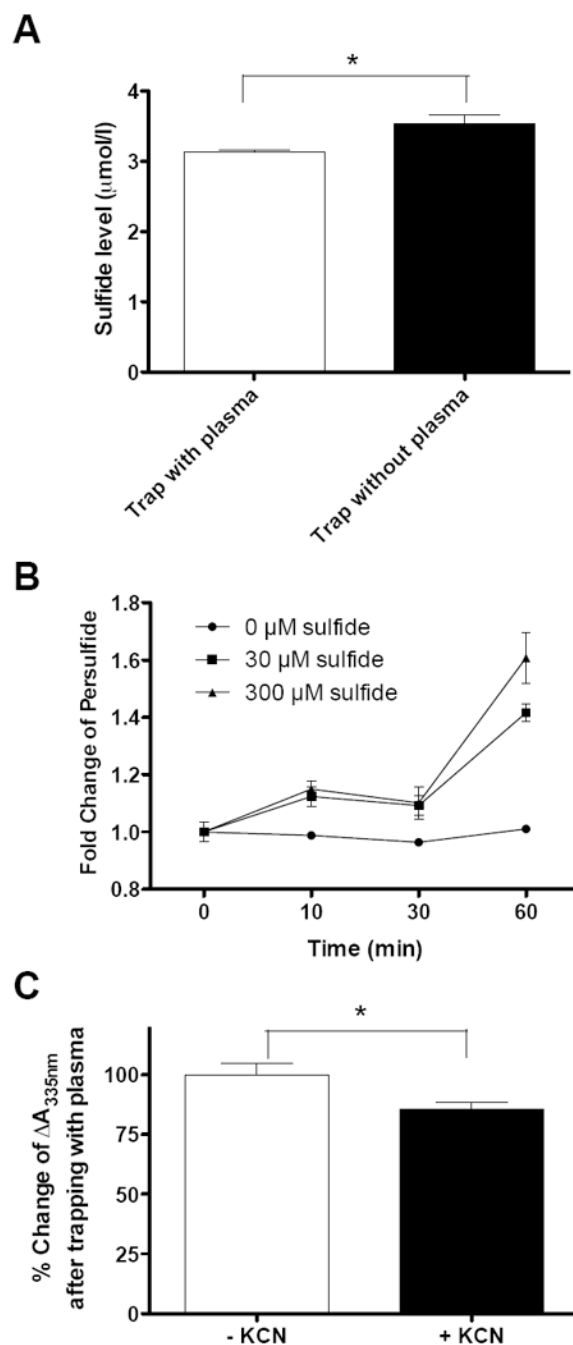 A
*
Sulfide level (µmol/l)
4
3
2
1
0
Trap with plasma
Trap without plasma
B
Fold Change of Persulfide
1.8
1.6
1.4
1.2
1.0
0.8
0 µM sulfide
30 µM sulfide
300 µM sulfide
0 10 30 60
Time (min)
C
*
% Change of ΔA335nm
after trapping with plasma
100
75
50
25
0
- KCN + KCN